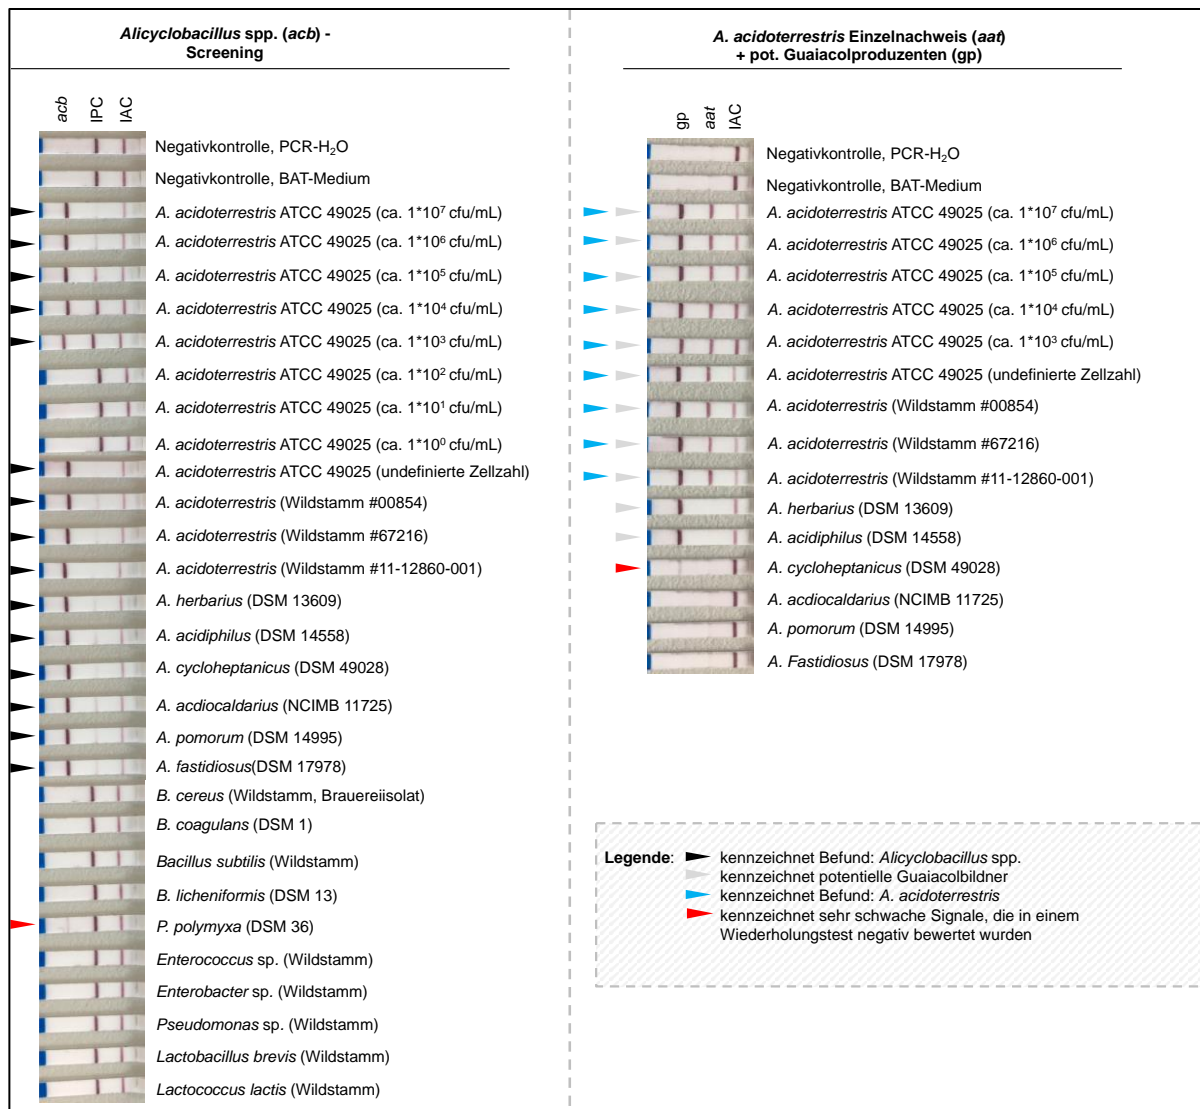 Alicyclobacillus spp. (acb) -
Screening
acb
IPC
IAC
Negativkontrolle, PCR-H₂O
Negativkontrolle, BAT-Medium
A. acidoterrestris ATCC 49025 (ca. 1*10⁷ cfu/mL)
A. acidoterrestris ATCC 49025 (ca. 1*10⁶ cfu/mL)
A. acidoterrestris ATCC 49025 (ca. 1*10⁵ cfu/mL)
A. acidoterrestris ATCC 49025 (ca. 1*10⁴ cfu/mL)
A. acidoterrestris ATCC 49025 (ca. 1*10³ cfu/mL)
A. acidoterrestris ATCC 49025 (ca. 1*10² cfu/mL)
A. acidoterrestris ATCC 49025 (ca. 1*10¹ cfu/mL)
A. acidoterrestris ATCC 49025 (ca. 1*10⁰ cfu/mL)
A. acidoterrestris ATCC 49025 (undefinierte Zellzahl)
A. acidoterrestris (Wildstamm #00854)
A. acidoterrestris (Wildstamm #67216)
A. acidoterrestris (Wildstamm #11-12860-001)
A. herbarius (DSM 13609)
A. acidiphilus (DSM 14558)
A. cycloheptanicus (DSM 49028)
A. acdiocaldarius (NCIMB 11725)
A. pomorum (DSM 14995)
A. fastidiosus(DSM 17978)
B. cereus (Wildstamm, Brauereiisolat)
B. coagulans (DSM 1)
Bacillus subtilis (Wildstamm)
B. licheniformis (DSM 13)
P. polymyxa (DSM 36)
Enterococcus sp. (Wildstamm)
Enterobacter sp. (Wildstamm)
Pseudomonas sp. (Wildstamm)
Lactobacillus brevis (Wildstamm)
Lactococcus lactis (Wildstamm)
A. acidoterrestris Einzelnachweis (aat)
+ pot. Guaiacolproduzenten (gp)
gp
aat
IAC
Negativkontrolle, PCR-H₂O
Negativkontrolle, BAT-Medium
A. acidoterrestris ATCC 49025 (ca. 1*10⁷ cfu/mL)
A. acidoterrestris ATCC 49025 (ca. 1*10⁶ cfu/mL)
A. acidoterrestris ATCC 49025 (ca. 1*10⁵ cfu/mL)
A. acidoterrestris ATCC 49025 (ca. 1*10⁴ cfu/mL)
A. acidoterrestris ATCC 49025 (ca. 1*10³ cfu/mL)
A. acidoterrestris ATCC 49025 (undefinierte Zellzahl)
A. acidoterrestris (Wildstamm #00854)
A. acidoterrestris (Wildstamm #67216)
A. acidoterrestris (Wildstamm #11-12860-001)
A. herbarius (DSM 13609)
A. acidiphilus (DSM 14558)
A. cycloheptanicus (DSM 49028)
A. acdiocaldarius (NCIMB 11725)
A. pomorum (DSM 14995)
A. Fastidiosus (DSM 17978)
Legende: kennzeichnet Befund: Alicyclobacillus spp.
kennzeichnet potentielle Guaiacolbildner
kennzeichnet Befund: A. acidoterrestris
kennzeichnet sehr schwache Signale, die in einem
Wiederholungstest negativ bewertet wurden